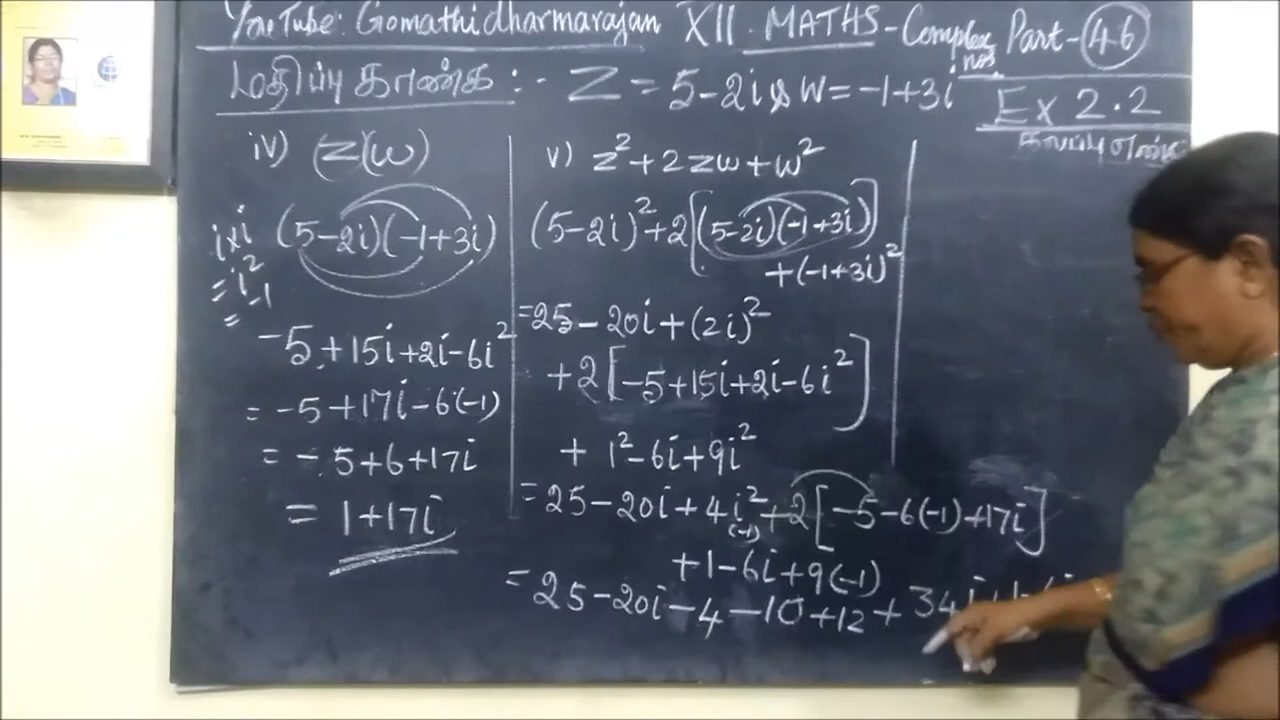 YouTube: Gomathidharmarajan XII. MATHS - Complex nos. Part - 46
மதிப்பு காண்க :- Z = 5-2i & W = -1+3i
Ex 2.2
iv) (z)(w)
(5-2i)(-1+3i)
i×i
= i²
= -1
-5+15i+2i-6i²
= -5+17i-6(-1)
= -5+6+17i
= 1+17i
v) z²+2zw+w²
(5-2i)²+2[(5-2i)(-1+3i)]
+(-1+3i)²
=25-20i+(2i)²
+2[-5+15i+2i-6i²]
+ 1²-6i+9i²
=25-20i+4i²+2[-5-6(-1)+17i]
(-1)
+1-6i+9(-1)
=25-20i-4-10+12+34i